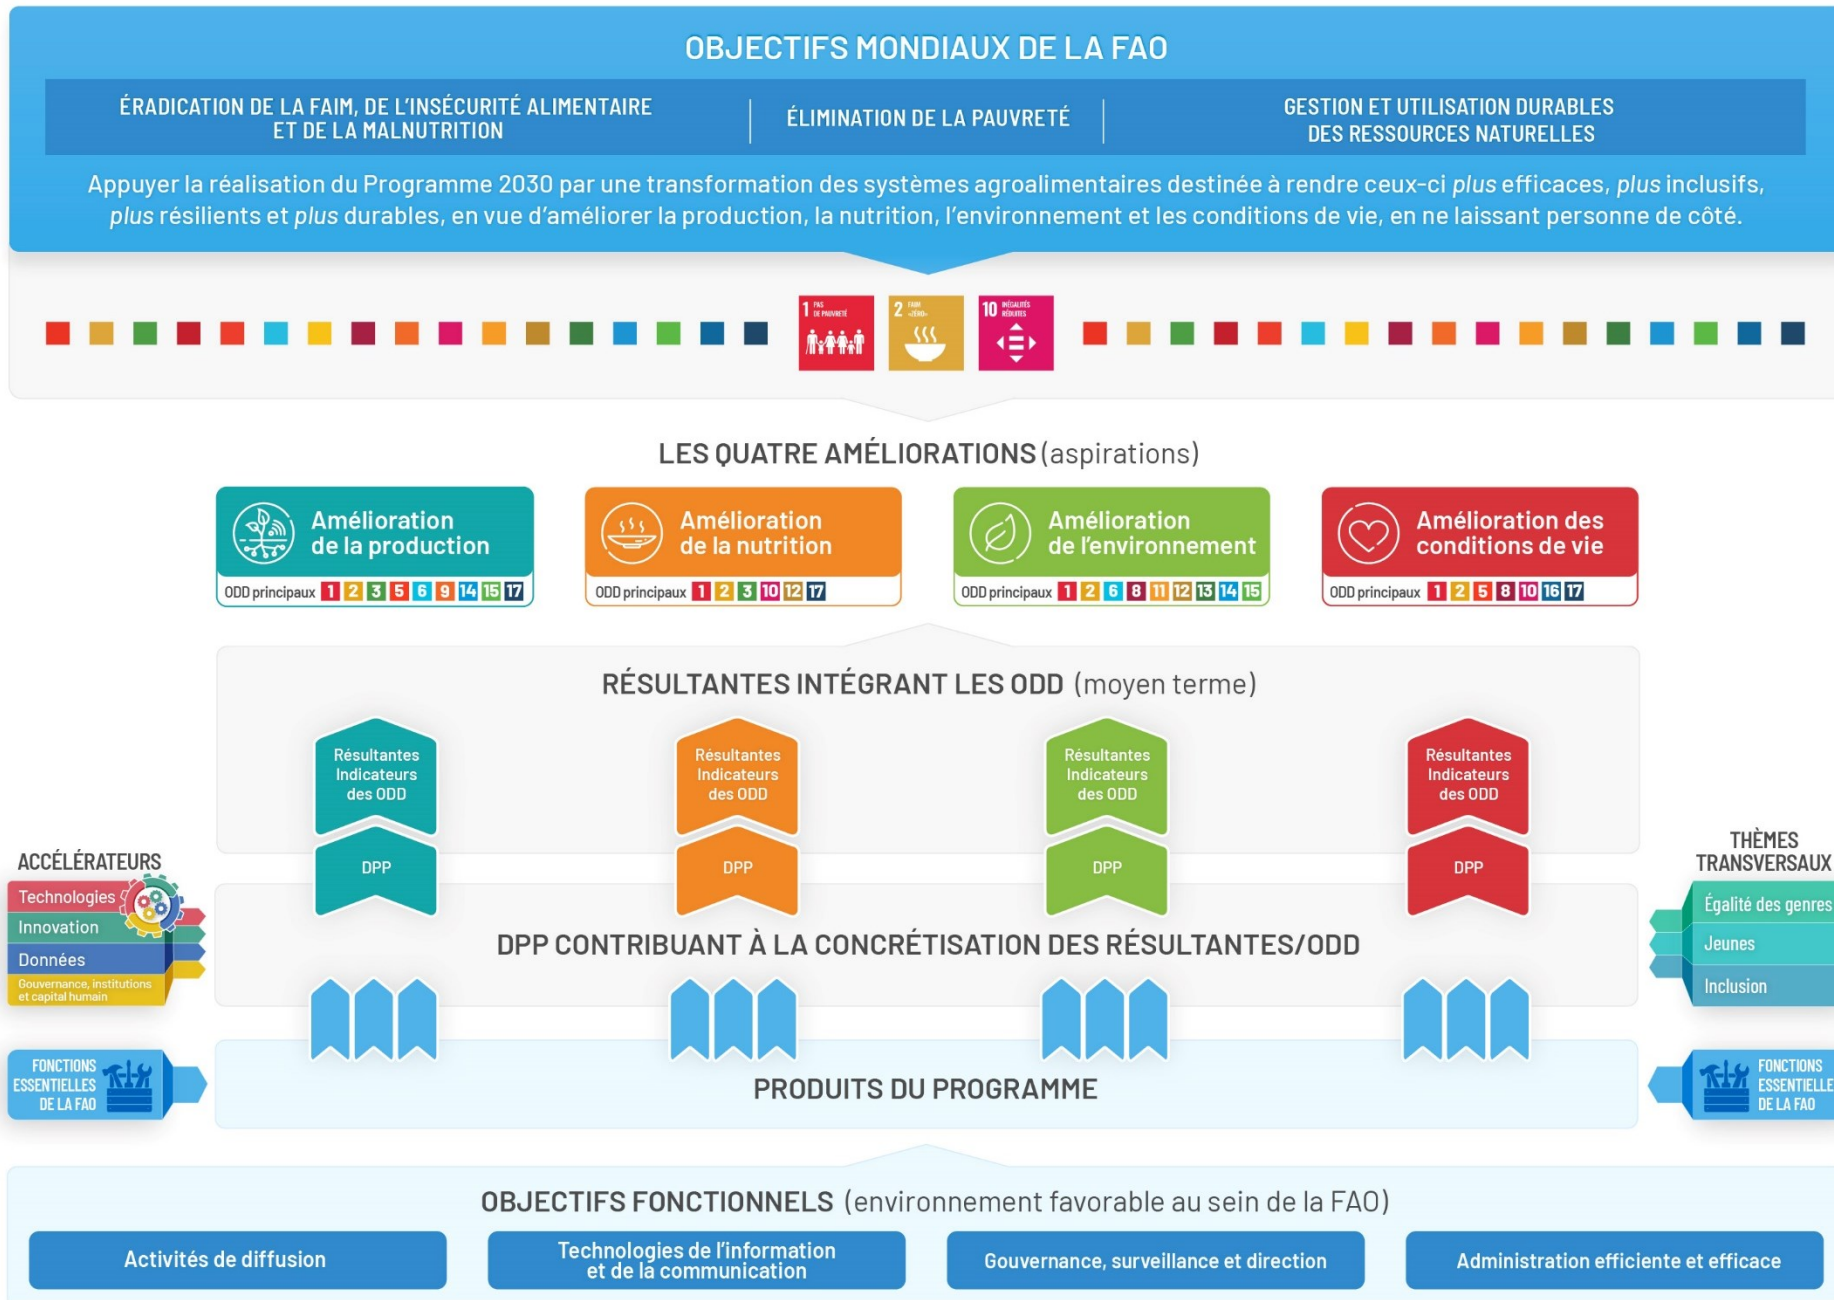 OBJECTIFS MONDIAUX DE LA FAO
ÉRADICATION DE LA FAIM, DE L'INSÉCURITÉ ALIMENTAIRE
ET DE LA MALNUTRITION
ÉLIMINATION DE LA PAUVRETÉ
GESTION ET UTILISATION DURABLES
DES RESSOURCES NATURELLES
Appuyer la réalisation du Programme 2030 par une transformation des systèmes agroalimentaires destinée à rendre ceux-ci plus efficaces, plus inclusifs,
plus résilients et plus durables, en vue d'améliorer la production, la nutrition, l'environnement et les conditions de vie, en ne laissant personne de côté.
1 PAS
DE PAUVRETÉ
2 FAIM
«ZÉRO»
10 INÉGALITÉS
RÉDUITES
LES QUATRE AMÉLIORATIONS (aspirations)
Amélioration
de la production
ODD principaux 1 2 3 5 6 9 14 15 17
Amélioration
de la nutrition
ODD principaux 1 2 3 10 12 17
Amélioration
de l'environnement
ODD principaux 1 2 6 8 11 12 13 14 15
Amélioration des
conditions de vie
ODD principaux 1 2 5 8 10 16 17
RÉSULTANTES INTÉGRANT LES ODD (moyen terme)
Résultantes
Indicateurs
des ODD
Résultantes
Indicateurs
des ODD
Résultantes
Indicateurs
des ODD
Résultantes
Indicateurs
des ODD
DPP
DPP
DPP
DPP
ACCÉLÉRATEURS
Technologies
Innovation
Données
Gouvernance, institutions
et capital humain
THÈMES
TRANSVERSAUX
Égalité des genres
Jeunes
Inclusion
DPP CONTRIBUANT À LA CONCRÉTISATION DES RÉSULTANTES/ODD
FONCTIONS
ESSENTIELLES
DE LA FAO
PRODUITS DU PROGRAMME
FONCTIONS
ESSENTIELLE
DE LA FAO
OBJECTIFS FONCTIONNELS (environnement favorable au sein de la FAO)
Activités de diffusion
Technologies de l'information
et de la communication
Gouvernance, surveillance et direction
Administration efficiente et efficace